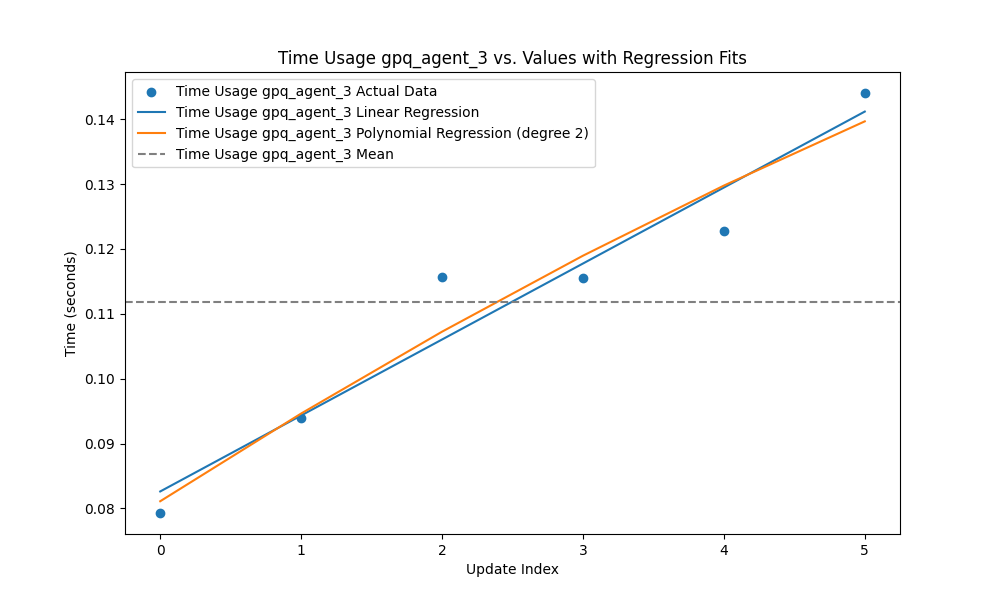 Time Usage gpq_agent_3 vs. Values with Regression Fits
Time Usage gpq_agent_3 Actual Data
Time Usage gpq_agent_3 Linear Regression
Time Usage gpq_agent_3 Polynomial Regression (degree 2)
Time Usage gpq_agent_3 Mean
Time (seconds)
0.14
0.13
0.12
0.11
0.10
0.09
0.08
0 1 2 3 4 5
Update Index